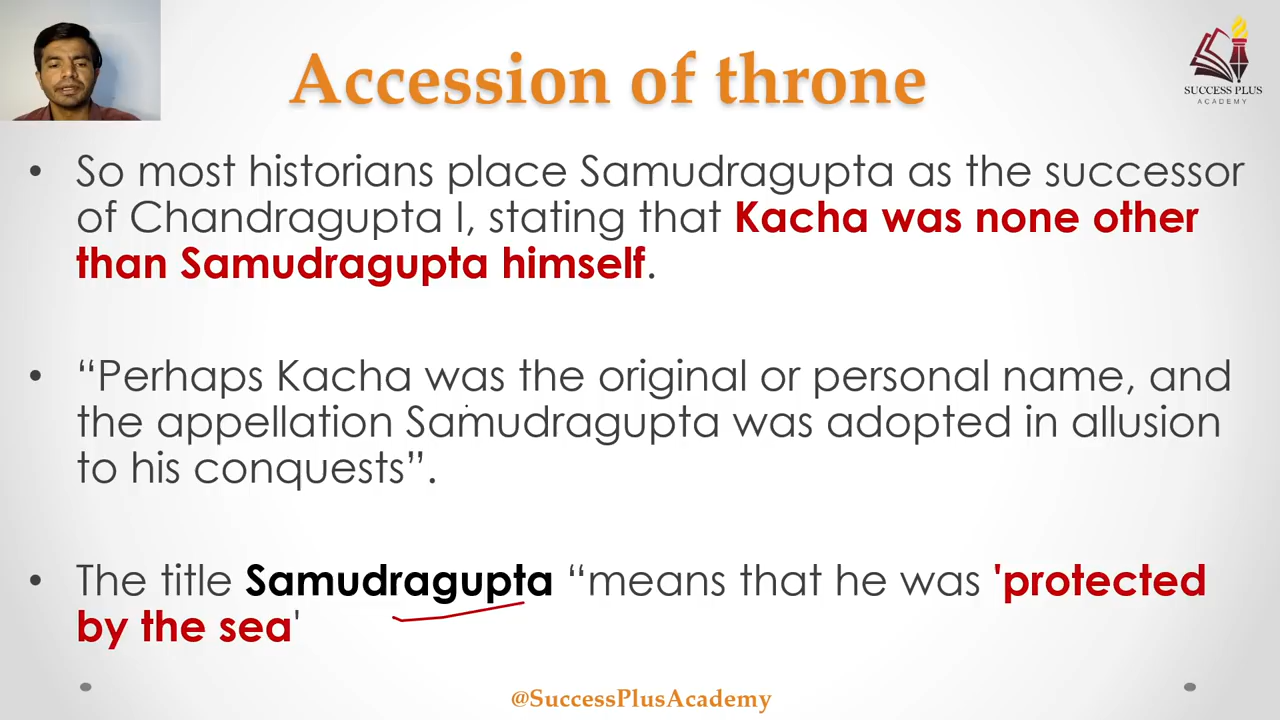 Accession of throne
SUCCESS PLUS
ACADEMY
• So most historians place Samudragupta as the successor
of Chandragupta I, stating that Kacha was none other
than Samudragupta himself.
• “Perhaps Kacha was the original or personal name, and
the appellation Samudragupta was adopted in allusion
to his conquests”.
• The title Samudragupta “means that he was 'protected
by the sea'
@SuccessPlusAcademy